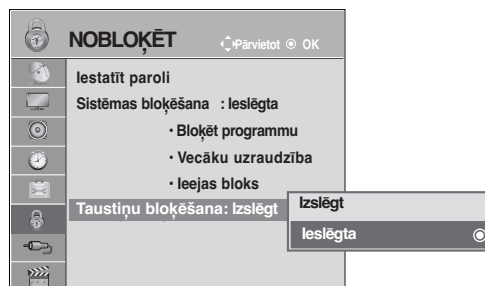 NOBLOĶĒT
Pārvietot OK
Iestatīt paroli
Sistēmas bloķēšana : Ieslēgta
• Bloķēt programmu
• Vecāku uzraudzība
• Ieejas bloks
Taustiņu bloķēšana: Izslēgt
Izslēgt
Ieslēgta